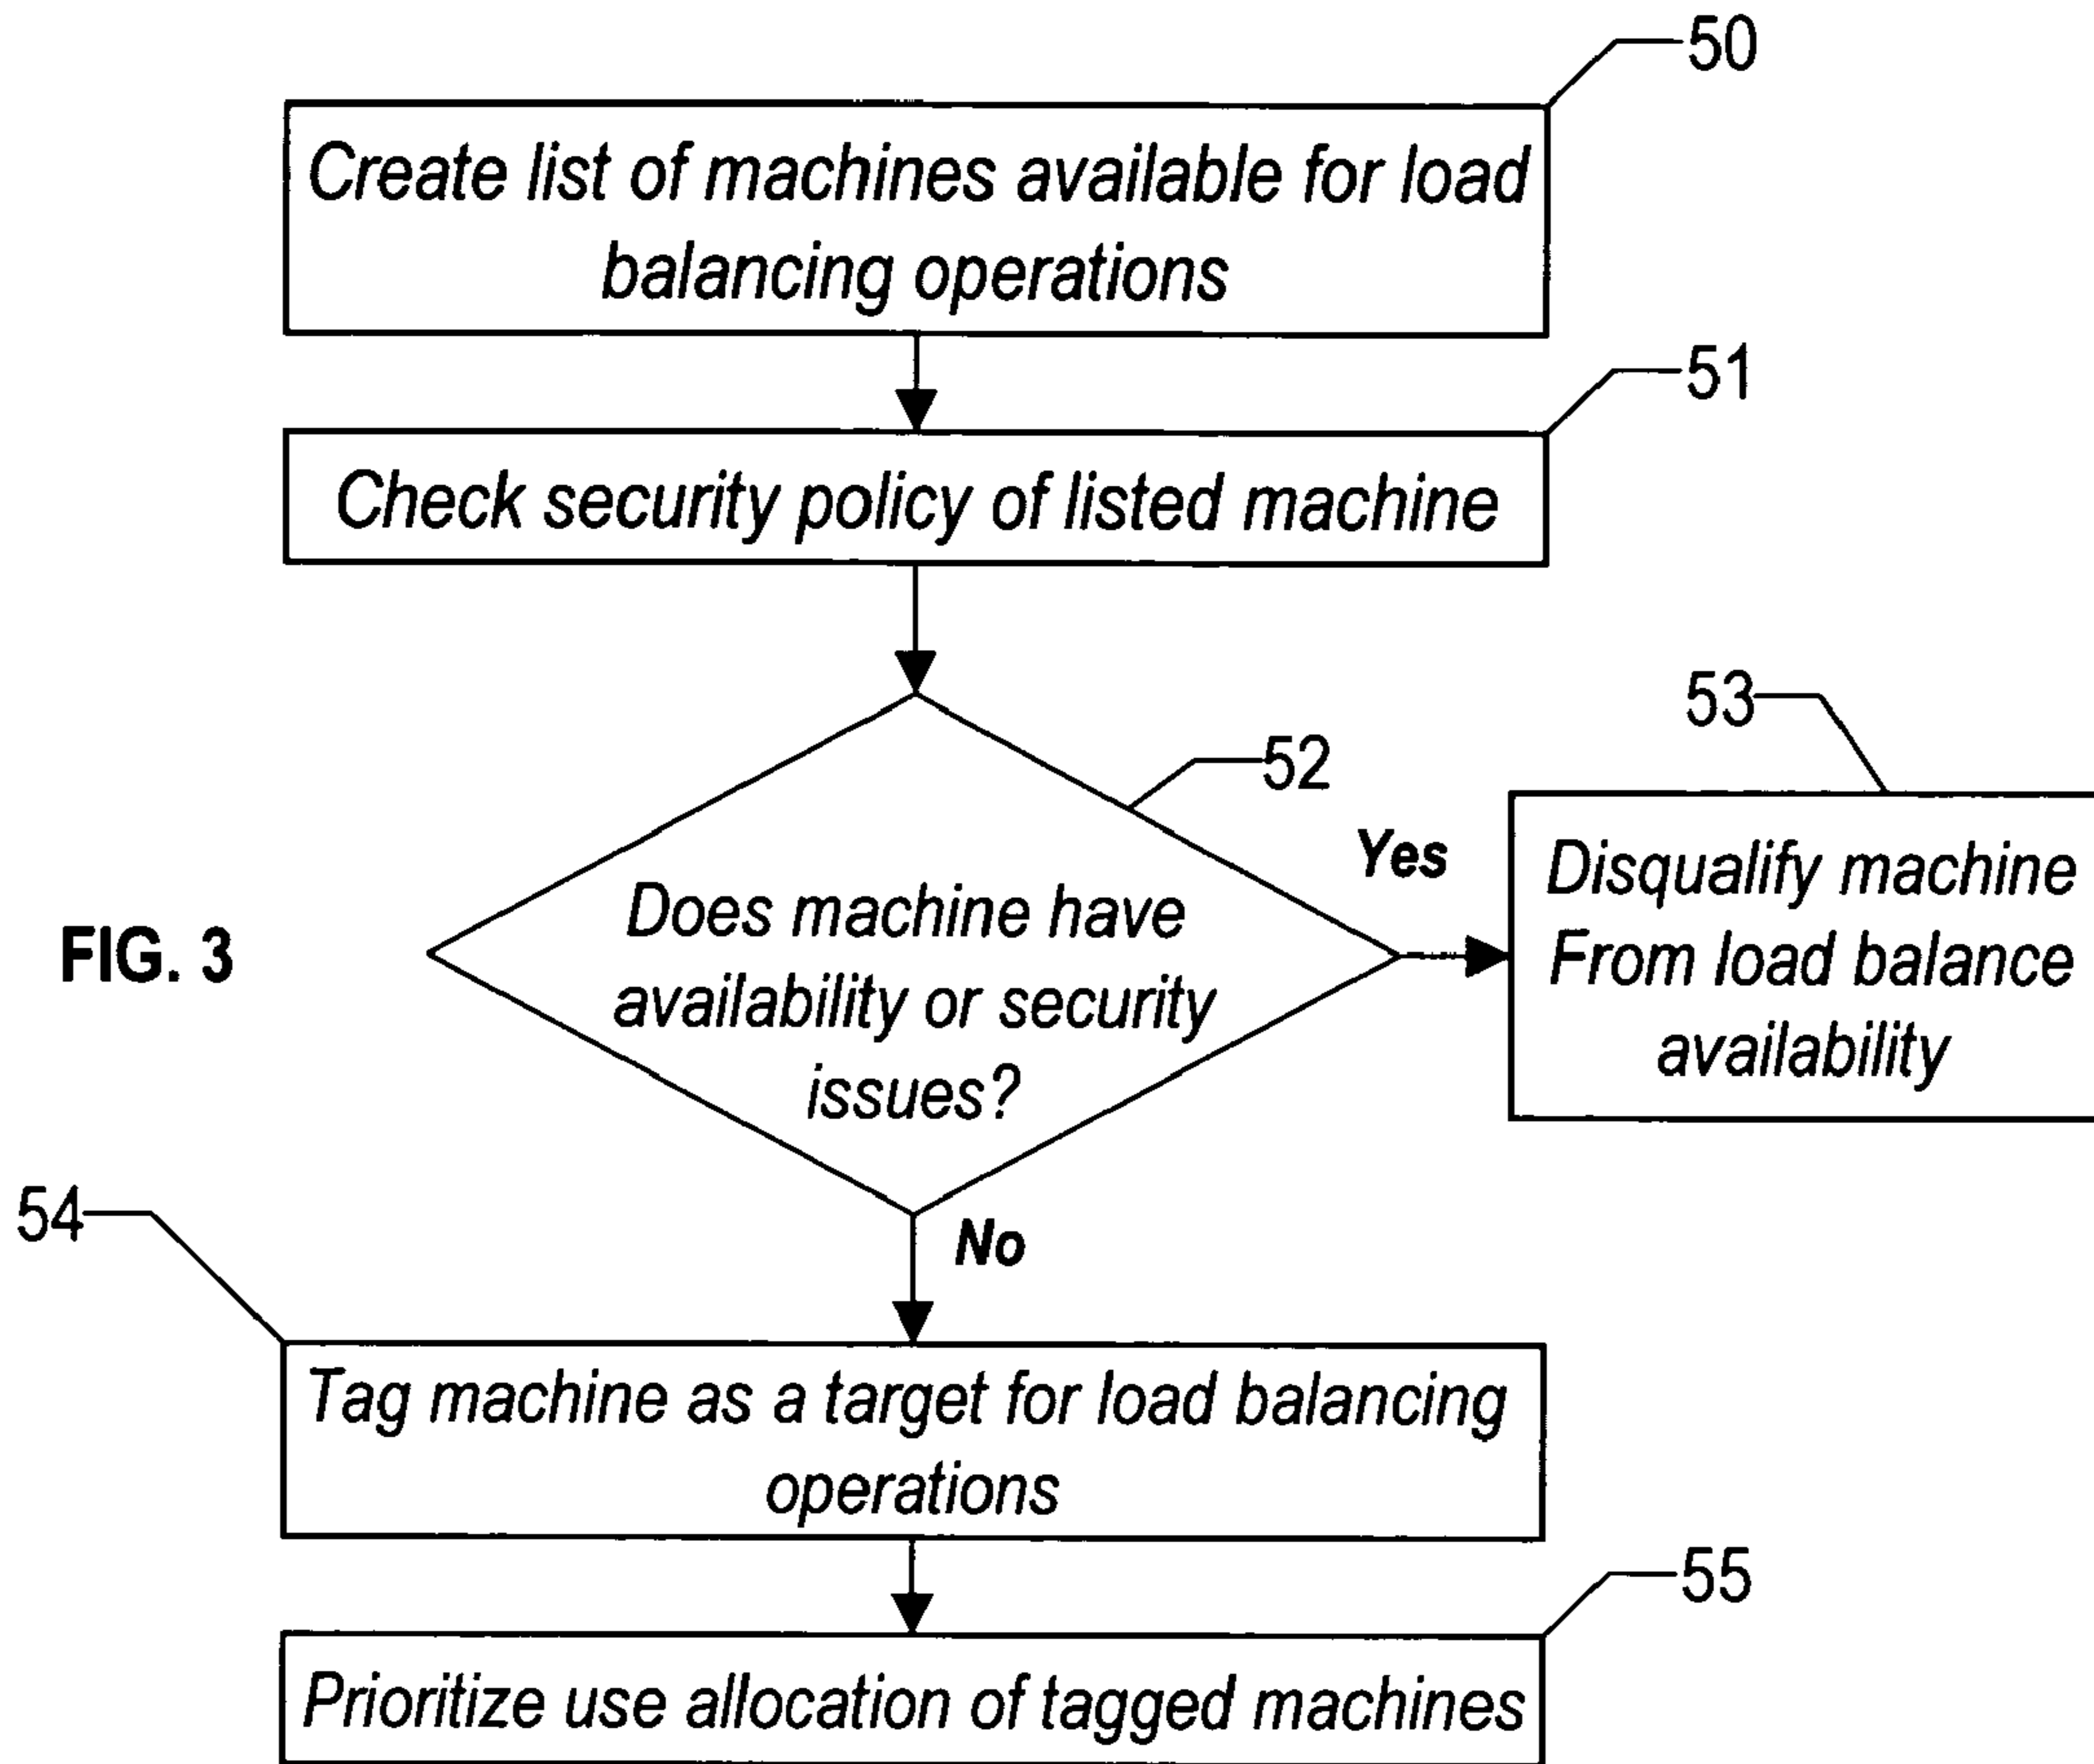 50
Create list of machines available for load
balancing operations
51
Check security policy of listed machine
52
53
Yes
Does machine have
availability or security
issues?
Disqualify machine
From load balance
availability
FIG. 3
No
54
Tag machine as a target for load balancing
operations
55
Prioritize use allocation of tagged machines